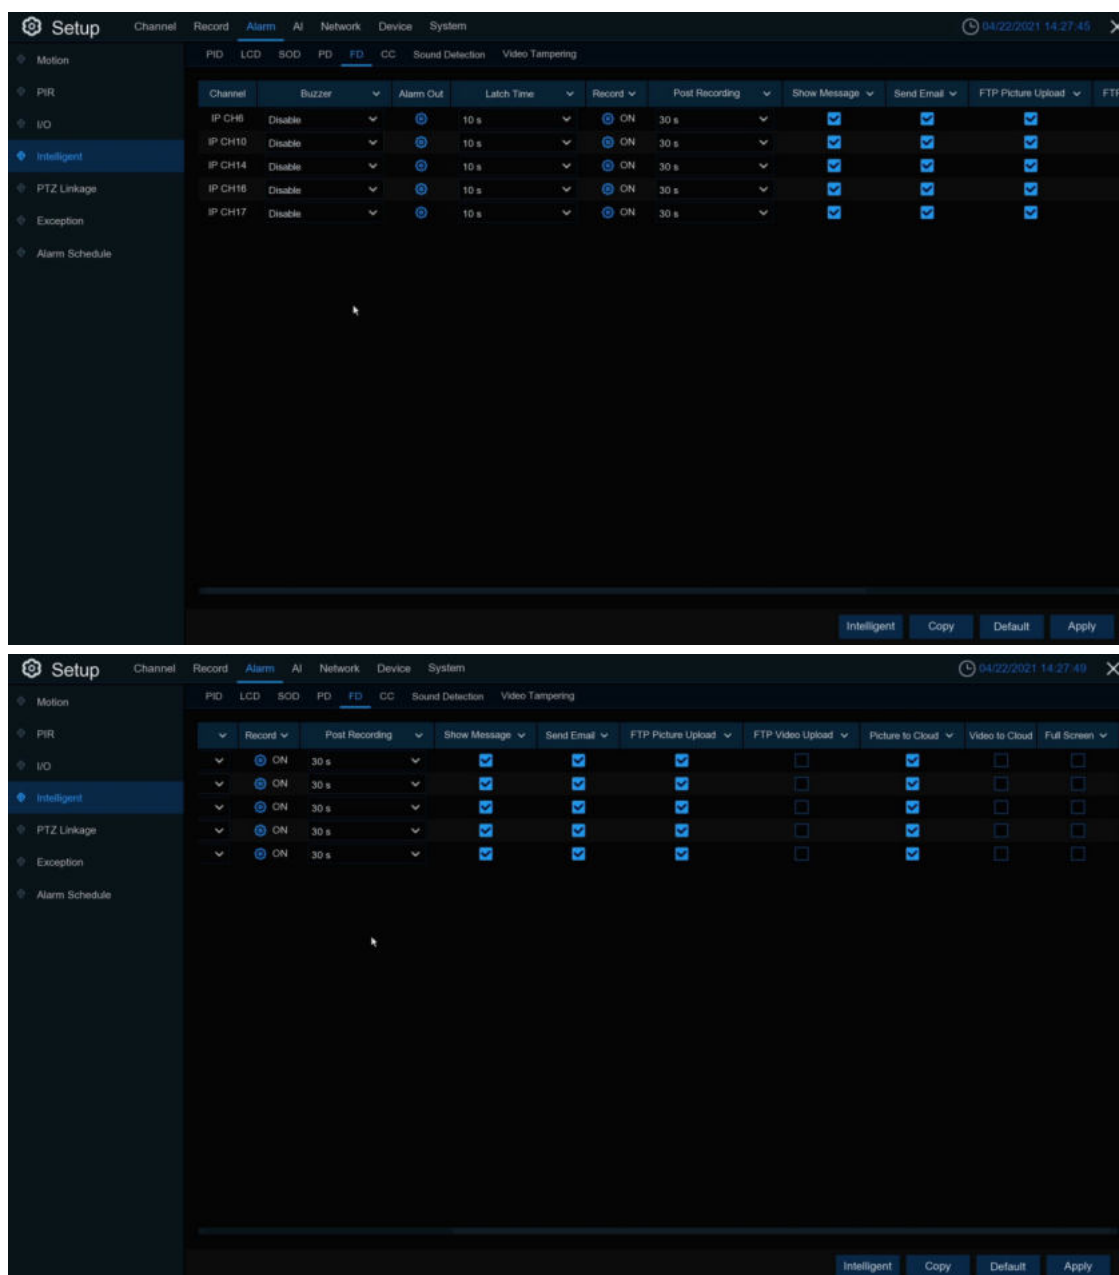 Setup Channel Record Alarm AI Network Device System 04/22/2021 14:27:45
Motion
PIR
I/O
Intelligent
PTZ Linkage
Exception
Alarm Schedule
PID LCD SOD PD FD CC Sound Detection Video Tampering
Channel Buzzer Alarm Out Latch Time Record Post Recording Show Message Send Email FTP Picture Upload FTP
IP CH6 Disable 10 s ON 30 s
IP CH10 Disable 10 s ON 30 s
IP CH14 Disable 10 s ON 30 s
IP CH16 Disable 10 s ON 30 s
IP CH17 Disable 10 s ON 30 s
Intelligent Copy Default Apply
Setup Channel Record Alarm AI Network Device System 04/22/2021 14:27:49
Motion
PIR
I/O
Intelligent
PTZ Linkage
Exception
Alarm Schedule
PID LCD SOD PD FD CC Sound Detection Video Tampering
Record Post Recording Show Message Send Email FTP Picture Upload FTP Video Upload Picture to Cloud Video to Cloud Full Screen
ON 30 s
ON 30 s
ON 30 s
ON 30 s
ON 30 s
Intelligent Copy Default Apply